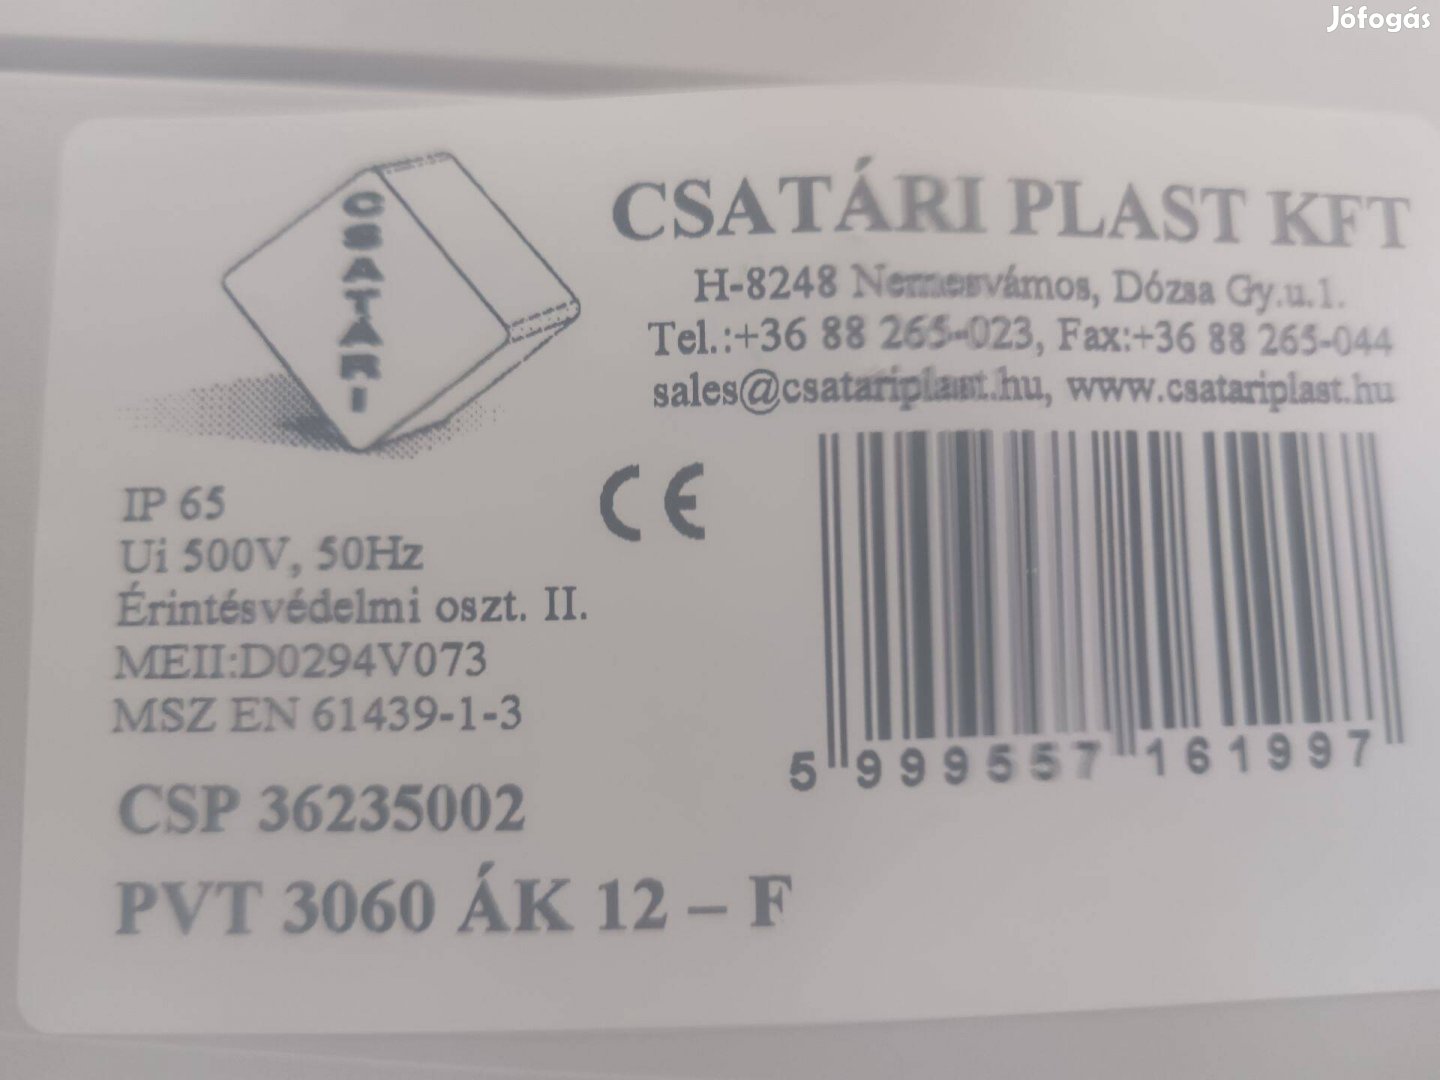 Jófogás
CSATÁRI
CSATÁRI PLAST KFT
H-8248 Nemesvámos, Dózsa Gy.u.1.
Tel.:+36 88 265-023, Fax:+36 88 265-044
sales@csatariplast.hu, www.csatariplast.hu
CE
IP 65
Ui 500V, 50Hz
Érintésvédelmi oszt. II.
MEII:D0294V073
MSZ EN 61439-1-3
5 999557 161997
CSP 36235002
PVT 3060 ÁK 12 – F